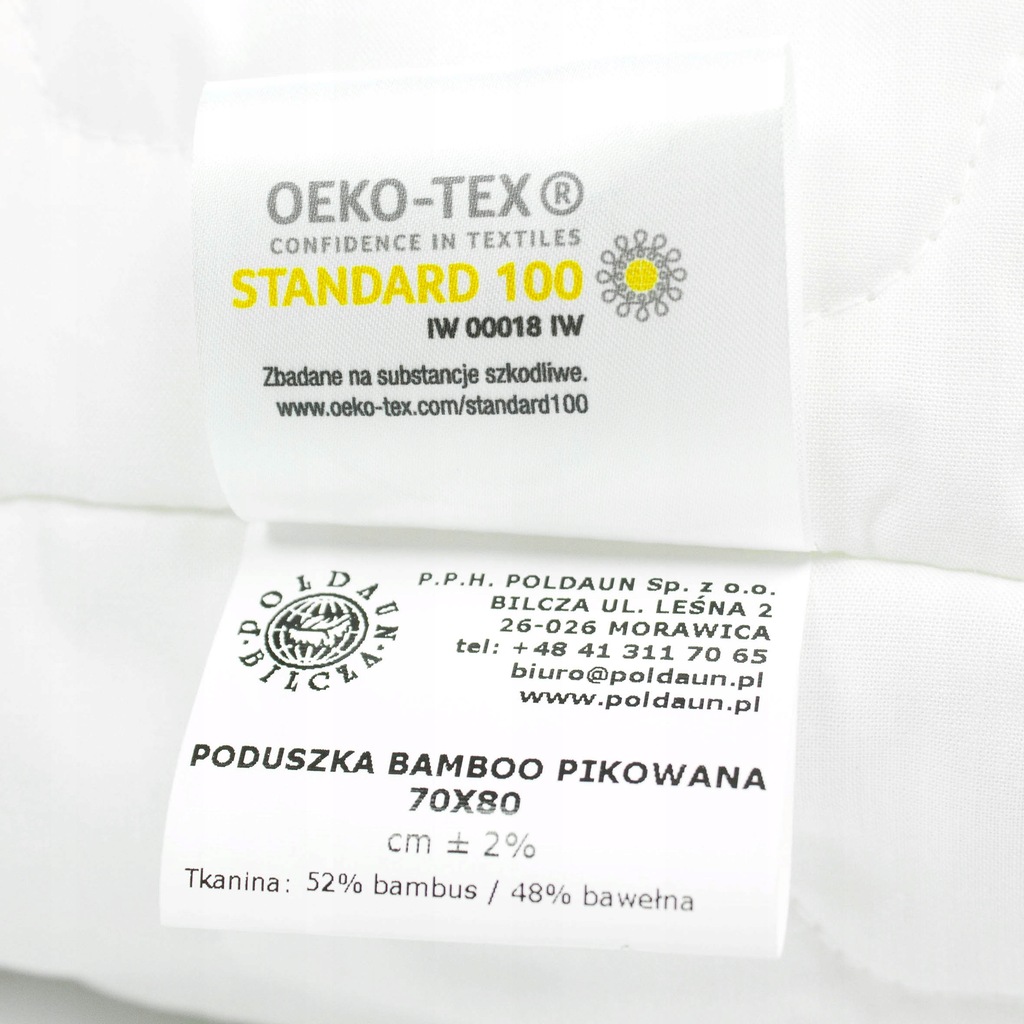 OEKO-TEX®
CONFIDENCE IN TEXTILES
STANDARD 100
IW 00018 IW
Zbadane na substancje szkodliwe.
www.oeko-tex.com/standard100
POLDAUN · BILCZA ·
P.P.H. POLDAUN Sp. z o.o.
BILCZA UL. LEŚNA 2
26-026 MORAWICA
tel: +48 41 311 70 65
biuro@poldaun.pl
www.poldaun.pl
PODUSZKA BAMBOO PIKOWANA
70X80
cm ± 2%
Tkanina: 52% bambus / 48% bawełna